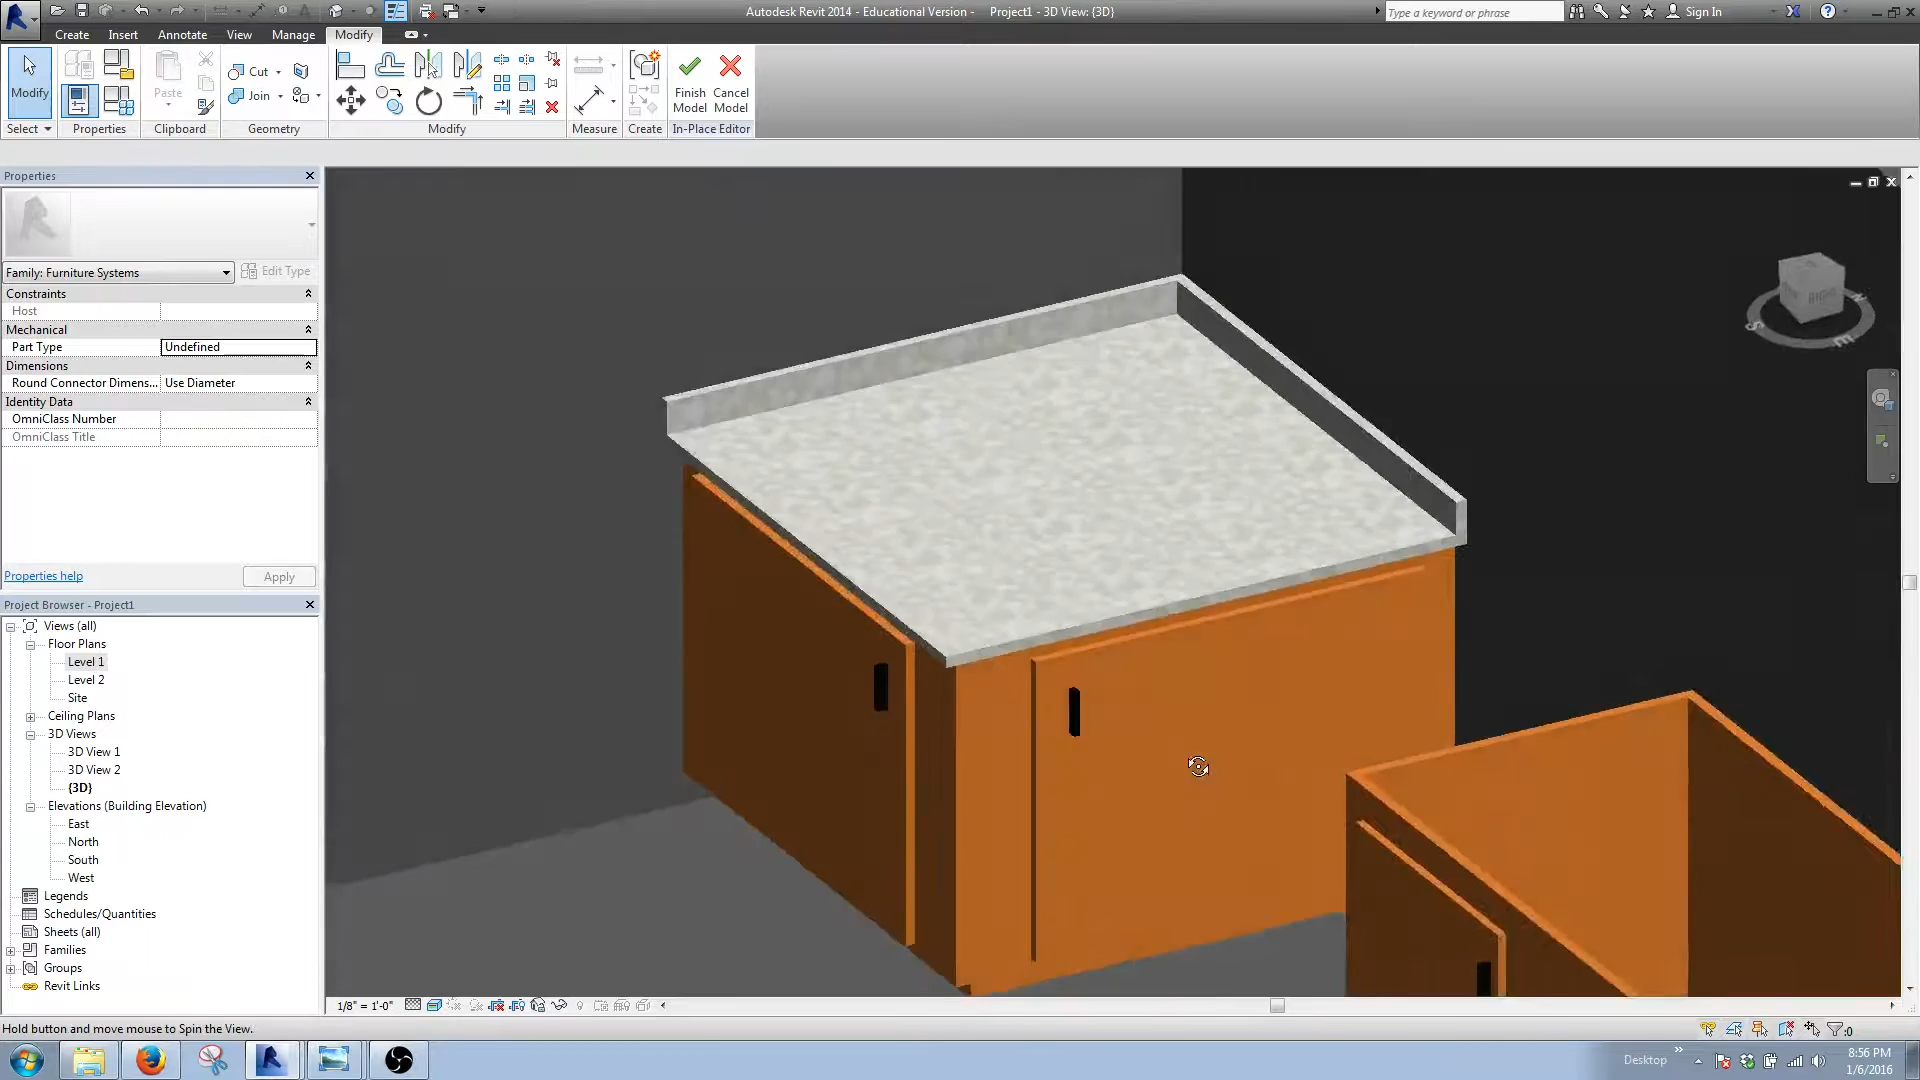 Autodesk Revit 2014 - Educational Version -    Project1 - 3D View: {3D}
Type a keyword or phrase
Sign In
Create Insert Annotate View Manage Modify
Modify
Paste
Cut
Join
Finish Model
Cancel Model
Select Properties Clipboard Geometry Modify Measure Create In-Place Editor
Properties
Family: Furniture Systems
Edit Type
Constraints
Host
Mechanical
Part Type Undefined
Dimensions
Round Connector Dimens... Use Diameter
Identity Data
OmniClass Number
OmniClass Title
Properties help
Apply
Project Browser - Project1
Views (all)
Floor Plans
Level 1
Level 2
Site
Ceiling Plans
3D Views
3D View 1
3D View 2
{3D}
Elevations (Building Elevation)
East
North
South
West
Legends
Schedules/Quantities
Sheets (all)
Families
Groups
Revit Links
RIGHT
S
E
1/8" = 1'-0"
Hold button and move mouse to Spin the View.
:0
Desktop
8:56 PM
1/6/2016